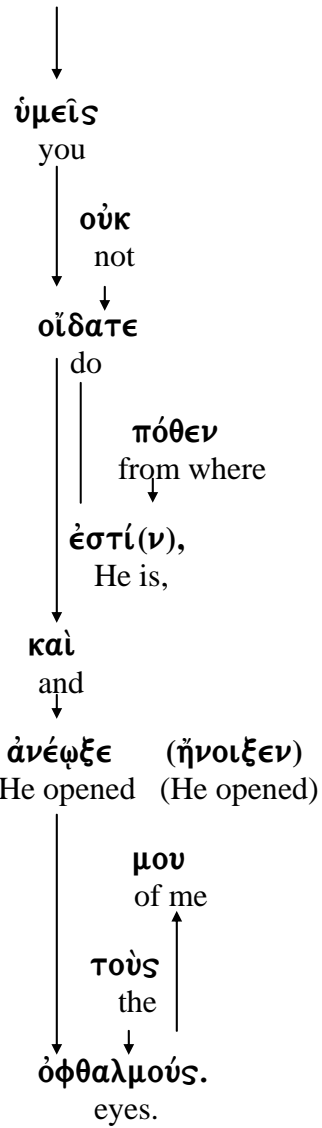 ὑμεῖς
you
οὐκ
not
οἴδατε
do
πόθεν
from where
ἐστί(ν),
He is,
καὶ
and
ἀνέῳξε (ἤνοιξεν)
He opened (He opened)
μου
of me
τοὺς
the
ὀφθαλμούς.
eyes.